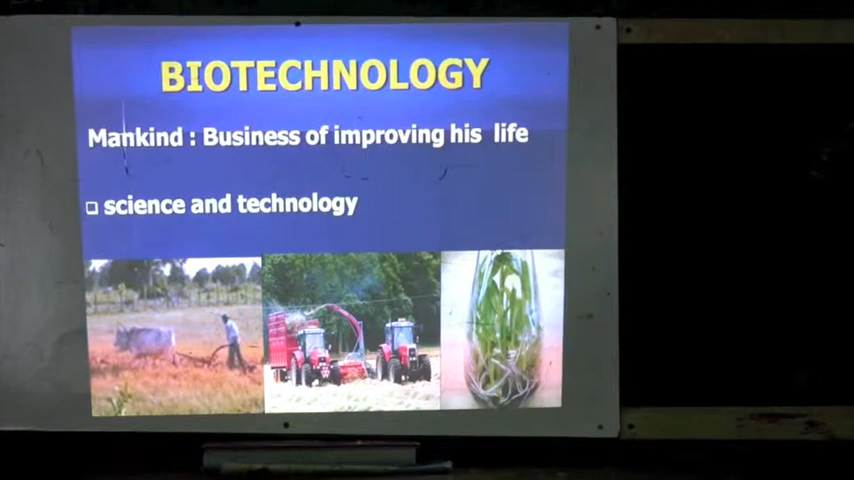 BIOTECHNOLOGY
Mankind : Business of improving his life
❑ science and technology